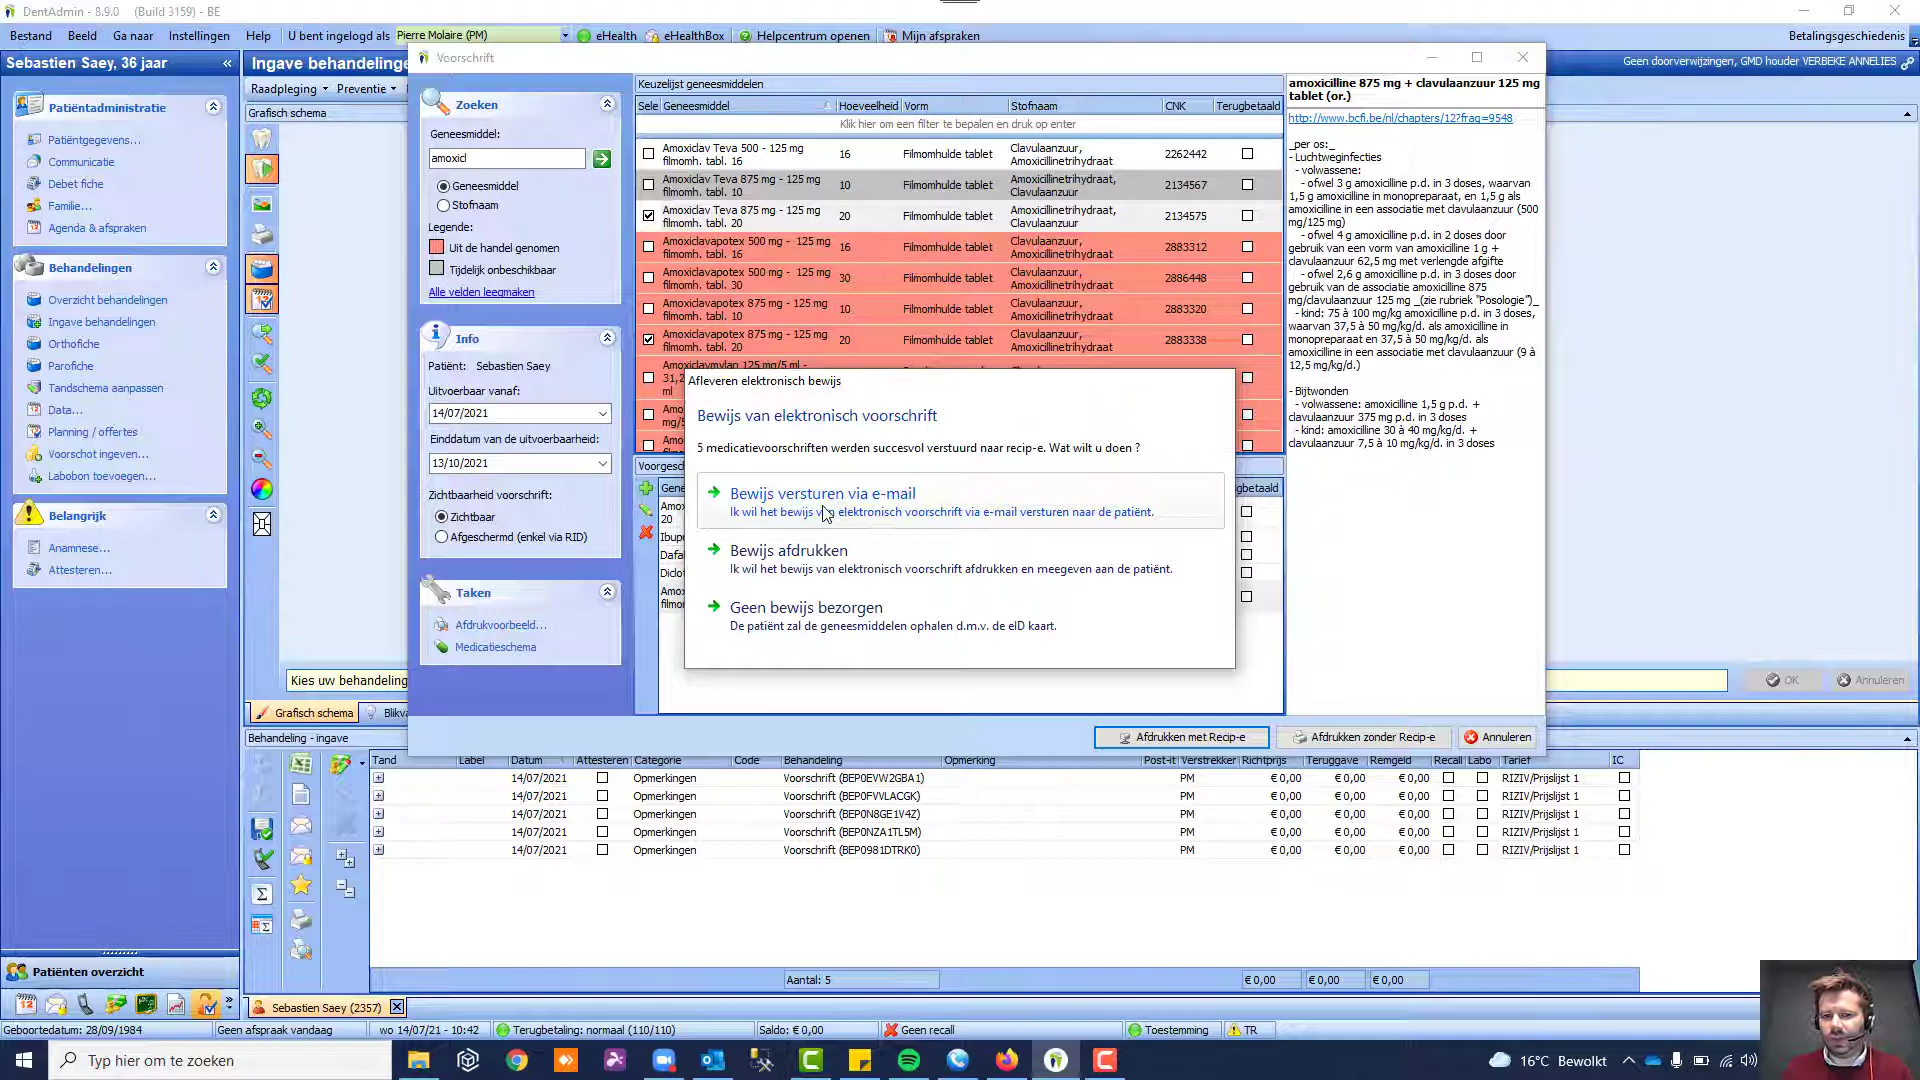 DentAdmin - 8.9.0 (Build 3159) - BE
Bestand Beeld Ga naar Instellingen Help U bent ingelogd als Pierre Molaire (PM) eHealth eHealthBox Helpcentrum openen Mijn afspraken Betalingsgeschiedenis
Sebastien Saey, 36 jaar
Ingave behandelinge
Geen doorverwijzingen, GMD houder VERBEKE ANNELIES
Raadpleging Preventie
Grafisch schema
Patiëntadministratie
Patiëntgegevens...
Communicatie
Debet fiche
Familie...
Agenda & afspraken
Behandelingen
Overzicht behandelingen
Ingave behandelingen
Orthofiche
Parofiche
Tandschema aanpassen
Data...
Planning / offertes
Voorschot ingeven...
Labobon toevoegen...
Belangrijk
Anamnese...
Attesteren...
Patiënten overzicht
Voorschrift
Zoeken
Geneesmiddel:
amoxicl
Geneesmiddel
Stofnaam
Legende:
Uit de handel genomen
Tijdelijk onbeschikbaar
Alle velden leegmaken
Info
Patiënt: Sebastien Saey
Uitvoerbaar vanaf:
14/07/2021
Einddatum van de uitvoerbaarheid:
13/10/2021
Zichtbaarheid voorschrift:
Zichtbaar
Afgeschermd (enkel via RID)
Taken
Afdrukvoorbeeld...
Medicatieschema
Keuzelijst geneesmiddelen
Sele Geneesmiddel Hoeveelheid Vorm Stofnaam CNK Terugbetaald
Klik hier om een filter te bepalen en druk op enter
Amoxiclav Teva 500 - 125 mg filmomh. tabl. 16 16 Filmomhulde tablet Clavulaanzuur, Amoxicillinetrihydraat 2262442
Amoxiclav Teva 875 mg - 125 mg filmomh. tabl. 10 10 Filmomhulde tablet Amoxicillinetrihydraat, Clavulaanzuur 2134567
Amoxiclav Teva 875 mg - 125 mg filmomh. tabl. 20 20 Filmomhulde tablet Amoxicillinetrihydraat, Clavulaanzuur 2134575
Amoxiclavapotex 500 mg - 125 mg filmomh. tabl. 16 16 Filmomhulde tablet Clavulaanzuur, Amoxicillinetrihydraat 2883312
Amoxiclavapotex 500 mg - 125 mg filmomh. tabl. 30 30 Filmomhulde tablet Clavulaanzuur, Amoxicillinetrihydraat 2886448
Amoxiclavapotex 875 mg - 125 mg filmomh. tabl. 10 10 Filmomhulde tablet Clavulaanzuur, Amoxicillinetrihydraat 2883320
Amoxiclavapotex 875 mg - 125 mg filmomh. tabl. 20 20 Filmomhulde tablet Clavulaanzuur, Amoxicillinetrihydraat 2883338
Amoxiclavmylan 125 mg/5 ml -
31,2
ml
Amo
mg/5
Amo
Voorgesc
Gene gbetaald
Amox
20
Ibup
Dafa
Diclof
Amox
filmo
Afleveren elektronisch bewijs
Bewijs van elektronisch voorschrift
5 medicatievoorschriften werden succesvol verstuurd naar recip-e. Wat wilt u doen ?
Bewijs versturen via e-mail
Ik wil het bewijs van elektronisch voorschrift via e-mail versturen naar de patiënt.
Bewijs afdrukken
Ik wil het bewijs van elektronisch voorschrift afdrukken en meegeven aan de patiënt.
Geen bewijs bezorgen
De patiënt zal de geneesmiddelen ophalen d.m.v. de eID kaart.
amoxicilline 875 mg + clavulaanzuur 125 mg
tablet (or.)
http://www.bcfi.be/nl/chapters/12?frag=9548
_per os:_
- Luchtweginfecties
- volwassene:
- ofwel 3 g amoxicilline p.d. in 3 doses, waarvan
1,5 g amoxicilline in monopreparaat, en 1,5 g als
amoxicilline in een associatie met clavulaanzuur (500
mg/125 mg)
- ofwel 4 g amoxicilline p.d. in 2 doses door
gebruik van een vorm van amoxicilline 1 g +
clavulaanzuur 62,5 mg met verlengde afgifte
- ofwel 2,6 g amoxicilline p.d. in 3 doses door
gebruik van de associatie amoxicilline 875
mg/clavulaanzuur 125 mg _(zie rubriek "Posologie")_
- kind: 75 à 100 mg/kg amoxicilline p.d. in 3 doses,
waarvan 37,5 à 50 mg/kg/d. als amoxicilline in
monopreparaat en 37,5 à 50 mg/kg/d. als
amoxicilline in een associatie met clavulaanzuur (9 à
12,5 mg/kg/d.)
- Bijtwonden
- volwassene: amoxicilline 1,5 g p.d. +
clavulaanzuur 375 mg p.d. in 3 doses
- kind: amoxicilline 30 à 40 mg/kg/d. +
clavulaanzuur 7,5 à 10 mg/kg/d. in 3 doses
Afdrukken met Recip-e Afdrukken zonder Recip-e Annuleren
Kies uw behandeling
OK Annuleren
Grafisch schema Blikva
Behandeling - ingave
Tand Label Datum Attesteren Categorie Code Behandeling Opmerking Post-it Verstrekker Richtprijs Teruggave Remgeld Recall Labo Tarief IC
14/07/2021 Opmerkingen Voorschrift (BEP0EVW2GBA1) PM € 0,00 € 0,00 € 0,00 RIZIV/Prijslijst 1
14/07/2021 Opmerkingen Voorschrift (BEP0FVVLACGK) PM € 0,00 € 0,00 € 0,00 RIZIV/Prijslijst 1
14/07/2021 Opmerkingen Voorschrift (BEP0N8GE1V4Z) PM € 0,00 € 0,00 € 0,00 RIZIV/Prijslijst 1
14/07/2021 Opmerkingen Voorschrift (BEP0NZA1TL5M) PM € 0,00 € 0,00 € 0,00 RIZIV/Prijslijst 1
14/07/2021 Opmerkingen Voorschrift (BEP0981DTRK0) PM € 0,00 € 0,00 € 0,00 RIZIV/Prijslijst 1
Aantal: 5 € 0,00 € 0,00 € 0,00
Sebastien Saey (2357)
Geboortedatum: 28/09/1984 Geen afspraak vandaag wo 14/07/21 - 10:42 Terugbetaling: normaal (110/110) Saldo: € 0,00 Geen recall Toestemming TR
Typ hier om te zoeken 16°C Bewolkt